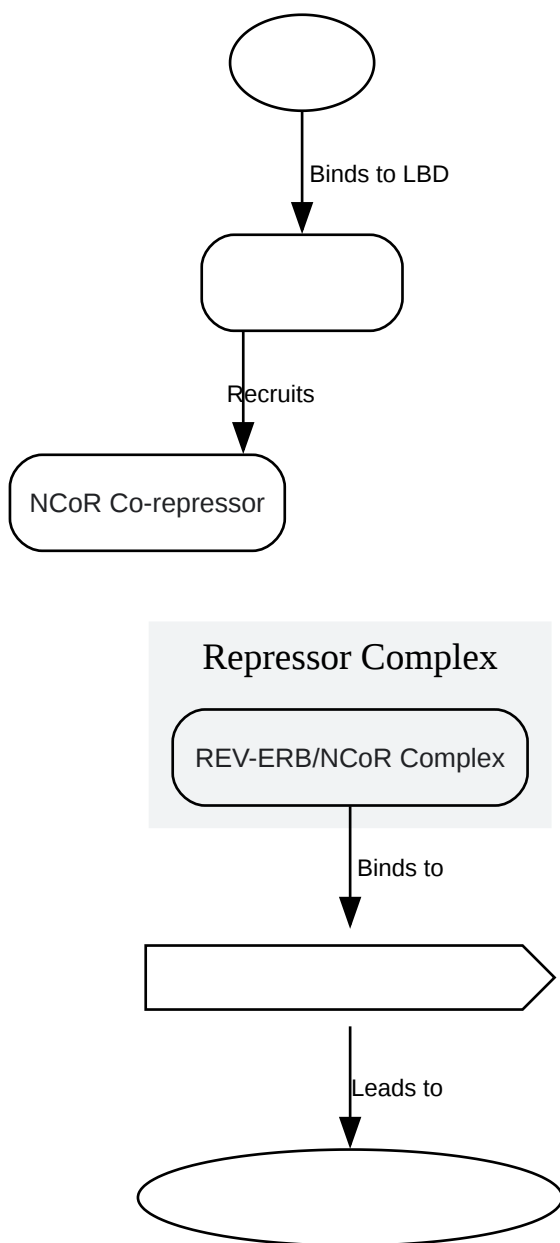 Binds to LBD
Recruits
NCoR Co-repressor
Repressor Complex
REV-ERB/NCoR Complex
Binds to
Leads to